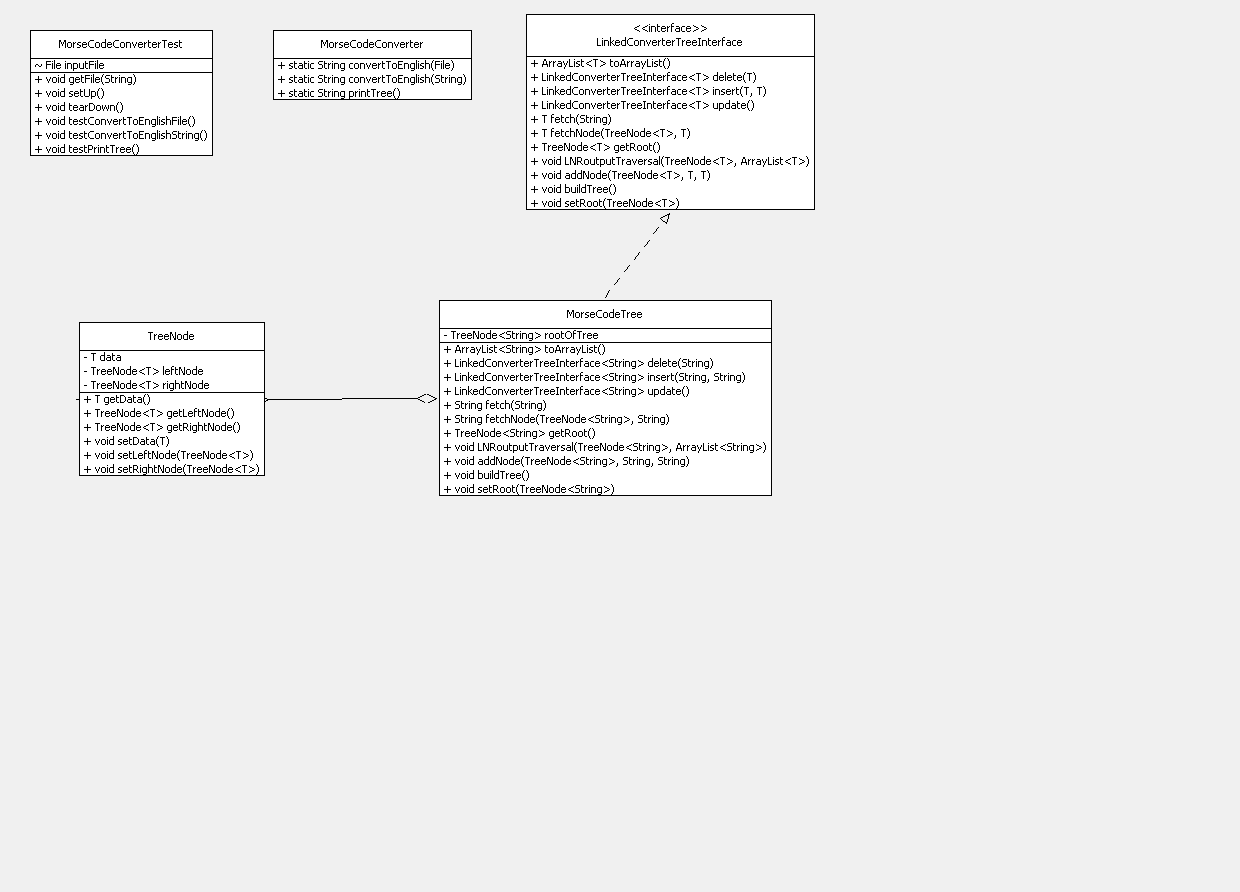 MorseCodeConverterTest
~ File inputFile
+ void getFile(String)
+ void setUp()
+ void tearDown()
+ void testConvertToEnglishFile()
+ void testConvertToEnglishString()
+ void testPrintTree()
MorseCodeConverter
+ static String convertToEnglish(File)
+ static String convertToEnglish(String)
+ static String printTree()
<<interface>>
LinkedConverterTreeInterface
+ ArrayList<T> toArrayList()
+ LinkedConverterTreeInterface<T> delete(T)
+ LinkedConverterTreeInterface<T> insert(T, T)
+ LinkedConverterTreeInterface<T> update()
+ T fetch(String)
+ T fetchNode(TreeNode<T>, T)
+ TreeNode<T> getRoot()
+ void LNRoutputTraversal(TreeNode<T>, ArrayList<T>)
+ void addNode(TreeNode<T>, T, T)
+ void buildTree()
+ void setRoot(TreeNode<T>)
TreeNode
- T data
- TreeNode<T> leftNode
- TreeNode<T> rightNode
+ T getData()
+ TreeNode<T> getLeftNode()
+ TreeNode<T> getRightNode()
+ void setData(T)
+ void setLeftNode(TreeNode<T>)
+ void setRightNode(TreeNode<T>)
MorseCodeTree
- TreeNode<String> rootOfTree
+ ArrayList<String> toArrayList()
+ LinkedConverterTreeInterface<String> delete(String)
+ LinkedConverterTreeInterface<String> insert(String, String)
+ LinkedConverterTreeInterface<String> update()
+ String fetch(String)
+ String fetchNode(TreeNode<String>, String)
+ TreeNode<String> getRoot()
+ void LNRoutputTraversal(TreeNode<String>, ArrayList<String>)
+ void addNode(TreeNode<String>, String, String)
+ void buildTree()
+ void setRoot(TreeNode<String>)